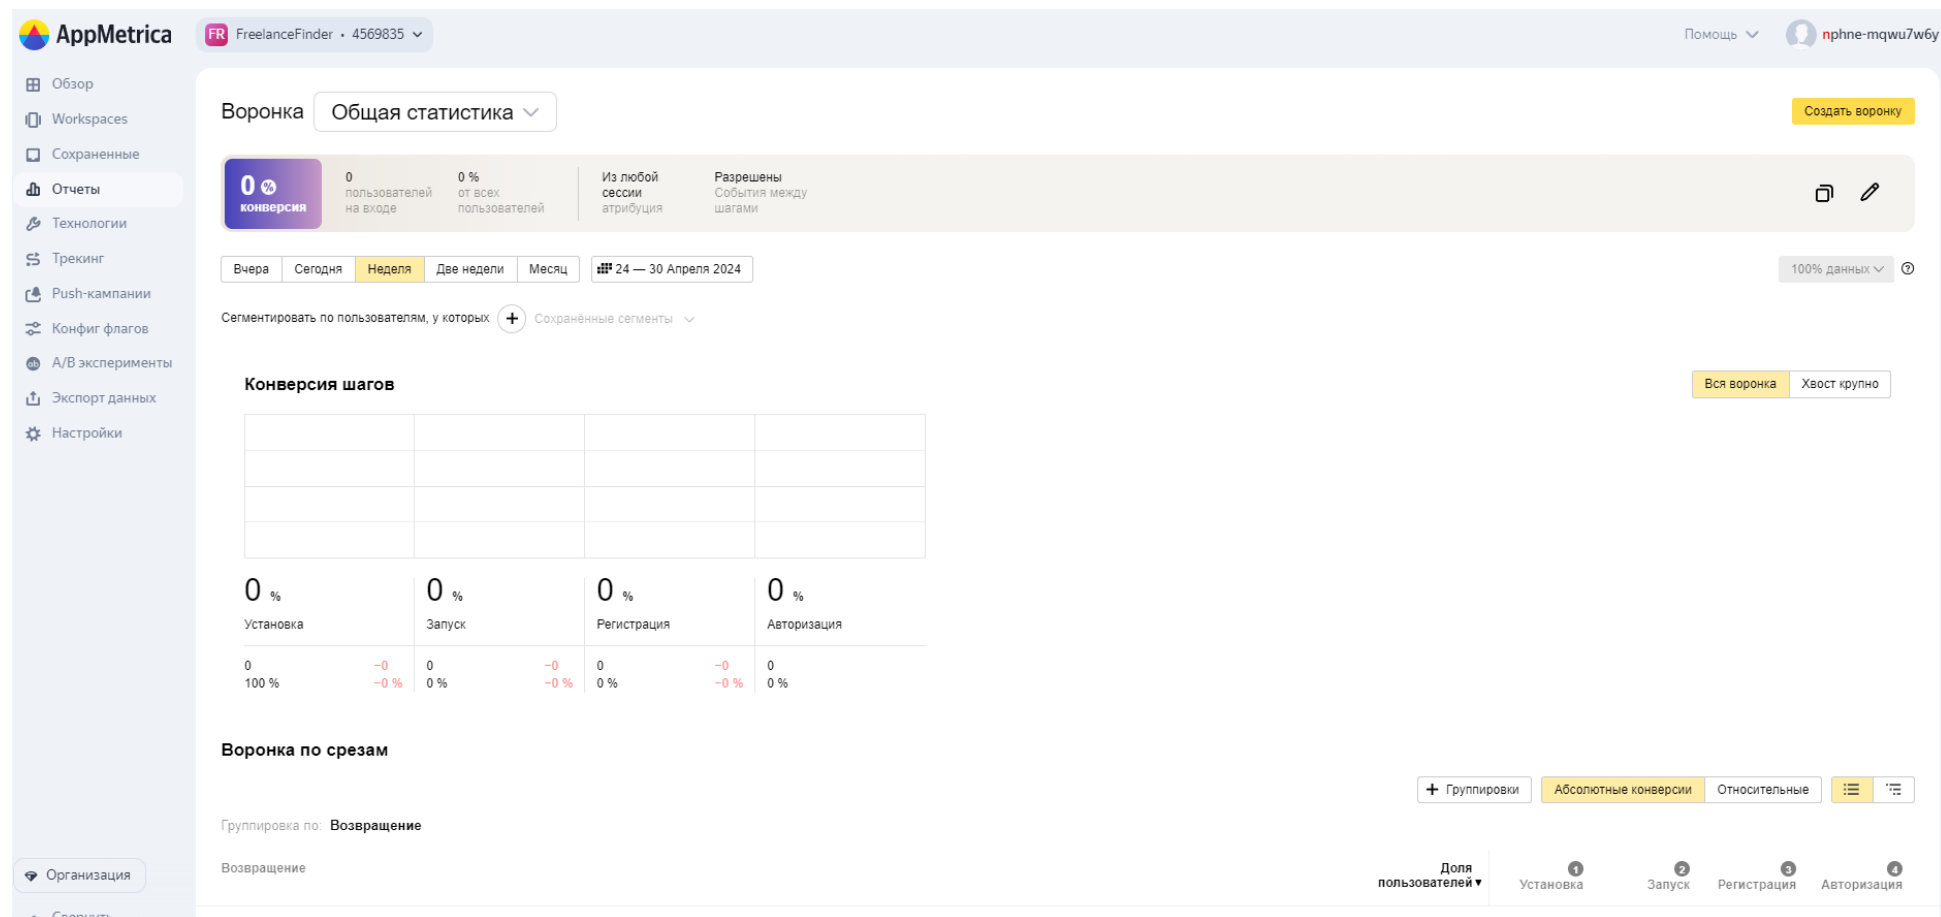 AppMetrica
FR FreelanceFinder • 4569835
Помощь
nphne-mqwu7w6y
Обзор
Workspaces
Сохраненные
Отчеты
Технологии
Трекинг
Push-кампании
Конфиг флагов
A/B эксперименты
Экспорт данных
Настройки
Организация
Свернуть
Воронка Общая статистика
Создать воронку
0 %
конверсия
0
пользователей
на входе
0 %
от всех
пользователей
Из любой
сессии
атрибуция
Разрешены
События между
шагами
Вчера Сегодня Неделя Две недели Месяц 24 — 30 Апреля 2024
100% данных ?
Сегментировать по пользователям, у которых + Сохранённые сегменты
Конверсия шагов
Вся воронка Хвост крупно
0 % 0 % 0 % 0 %
Установка Запуск Регистрация Авторизация
0 −0 0 −0 0 −0 0
100 % −0 % 0 % −0 % 0 % −0 % 0 %
Воронка по срезам
+ Группировки Абсолютные конверсии Относительные
Группировка по: Возвращение
Возвращение
Доля
пользователей ▼
1 2 3 4
Установка Запуск Регистрация Авторизация